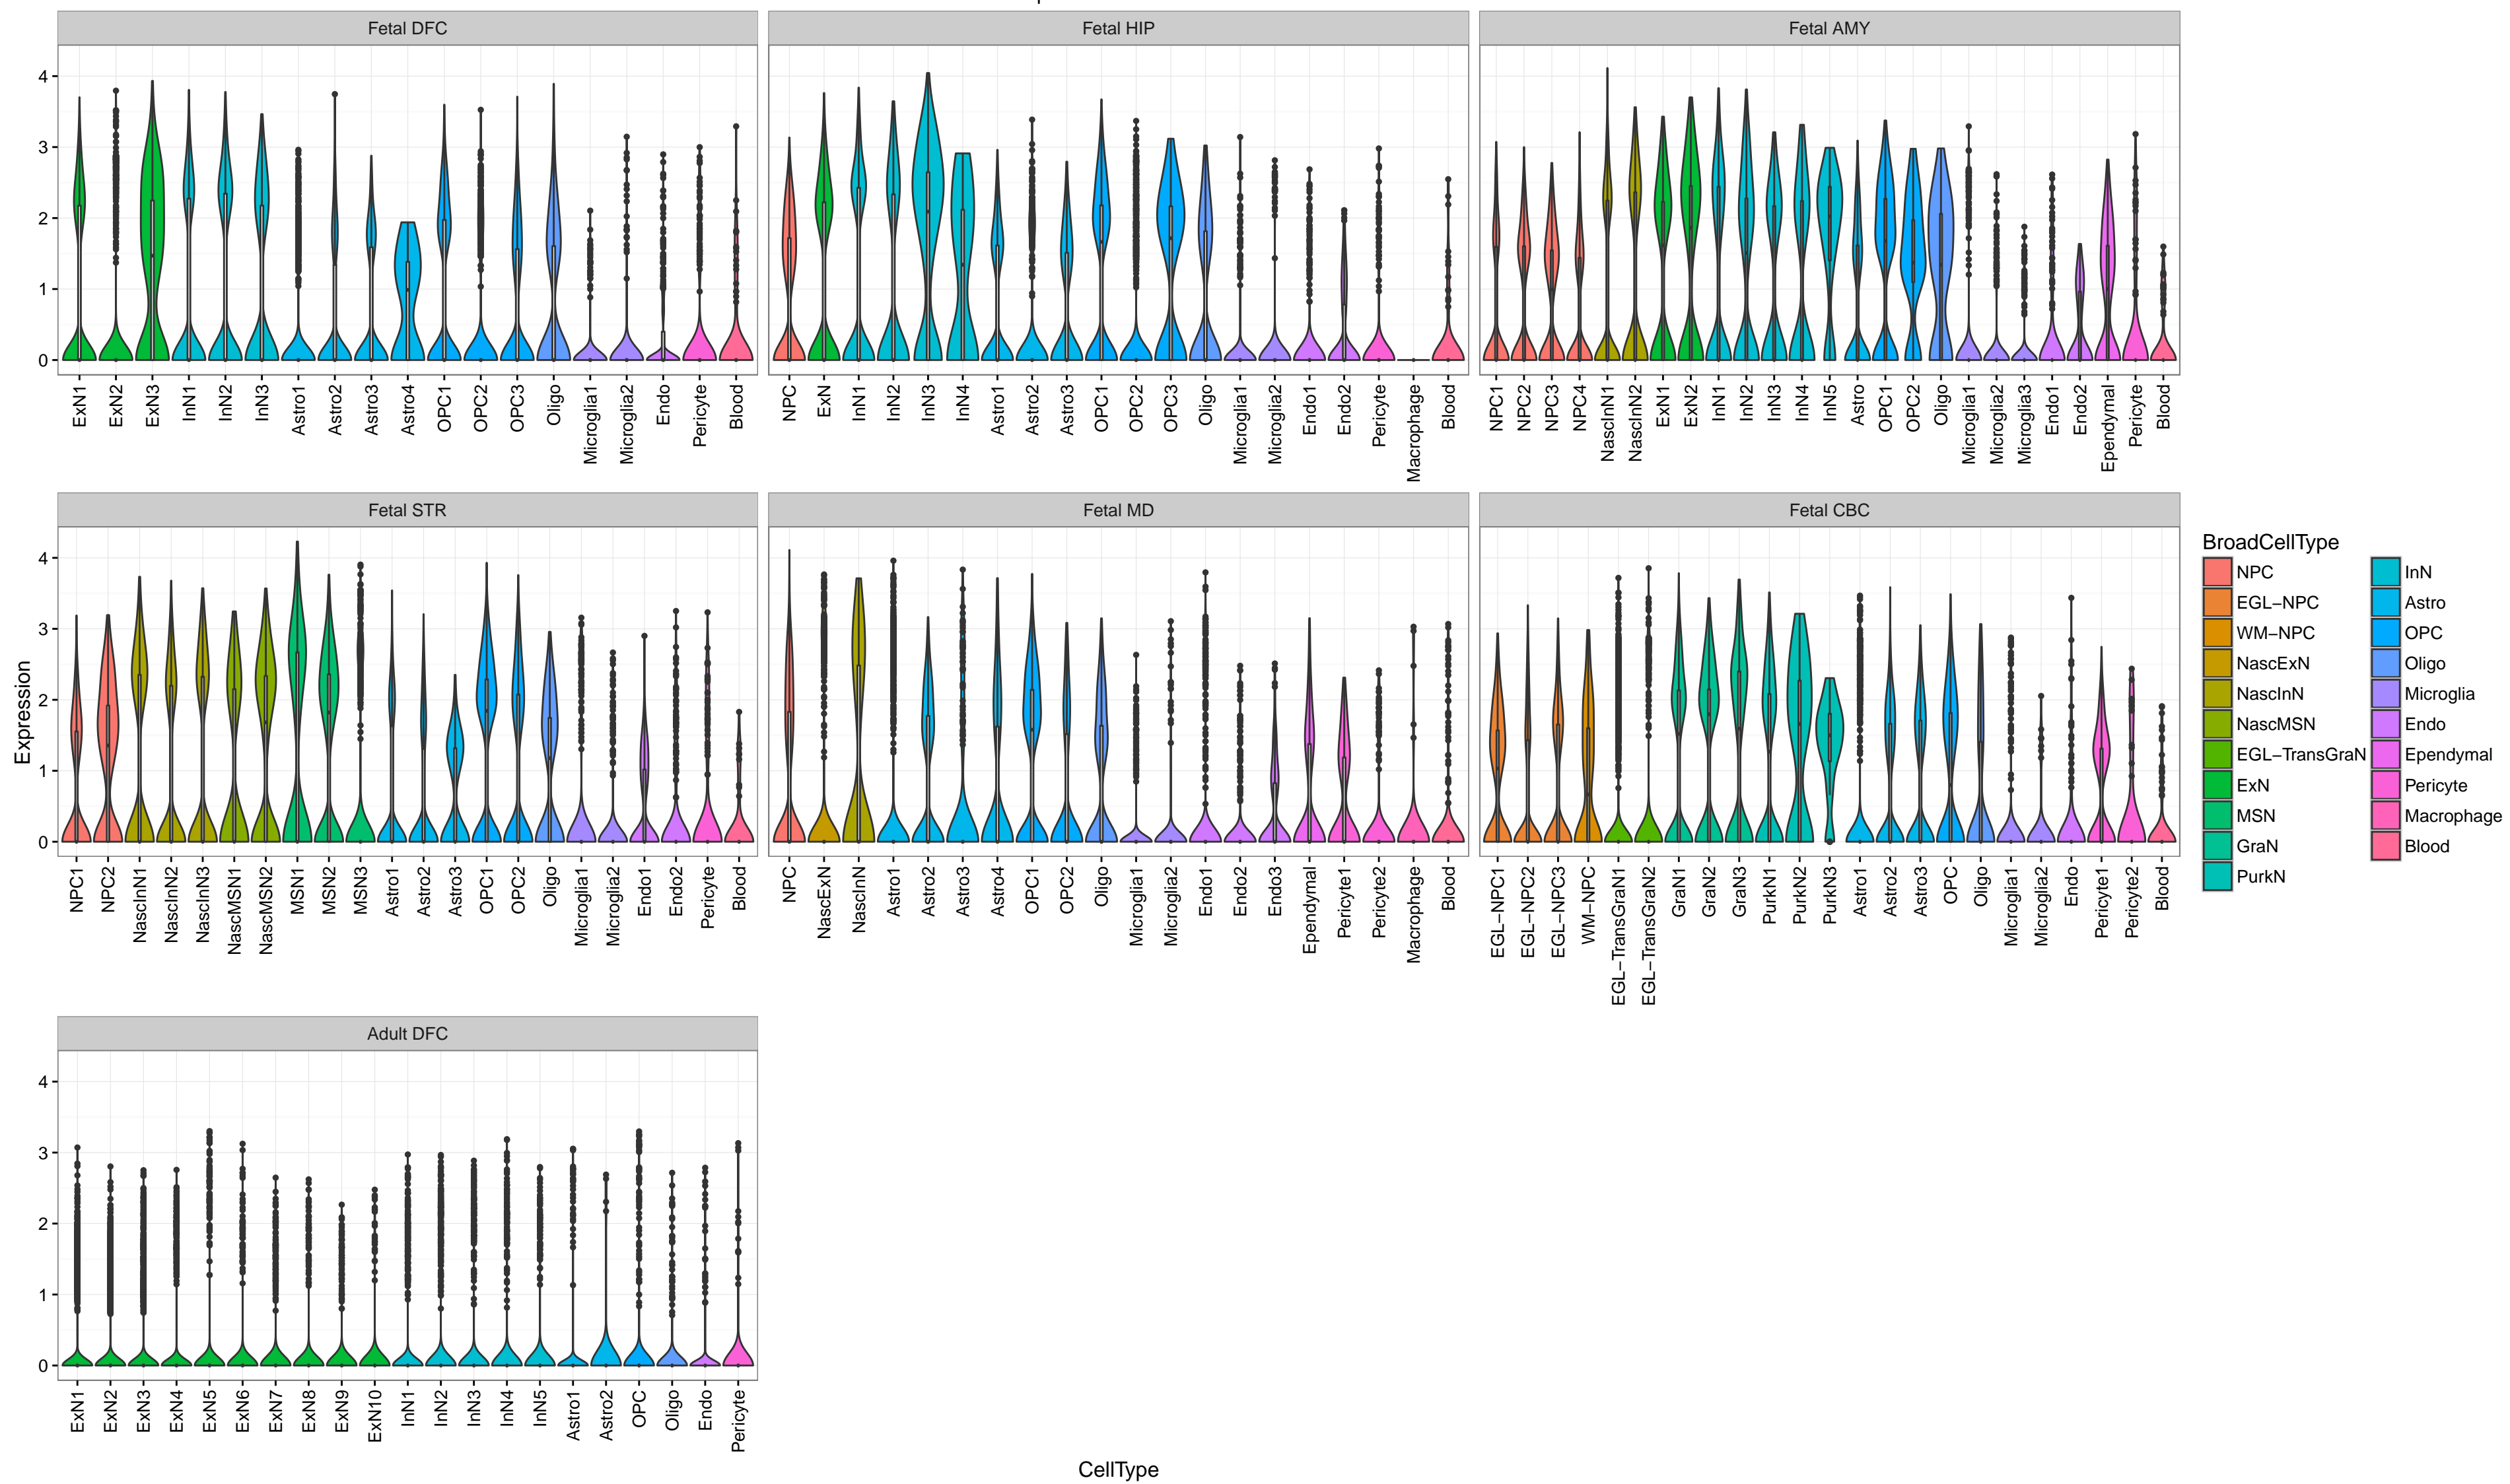 Fetal DFC
Fetal HIP
Fetal AMY
4
3
2
1
0
ExN1 ExN2 ExN3 InN1 InN2 InN3 Astro1 Astro2 Astro3 Astro4 OPC1 OPC2 OPC3 Oligo Microglia1 Microglia2 Endo Pericyte Blood
NPC ExN InN1 InN2 InN3 InN4 Astro1 Astro2 Astro3 OPC1 OPC2 OPC3 Oligo Microglia1 Microglia2 Endo1 Endo2 Pericyte Macrophage Blood
NPC1 NPC2 NPC3 NPC4 NascInN1 NascInN2 ExN1 ExN2 InN1 InN2 InN3 InN4 InN5 Astro OPC1 OPC2 Oligo Microglia1 Microglia2 Microglia3 Endo1 Endo2 Ependymal Pericyte Blood
Fetal STR
Fetal MD
Fetal CBC
Expression
4
3
2
1
0
NPC1 NPC2 NascInN1 NascInN2 NascInN3 NascMSN1 NascMSN2 MSN1 MSN2 MSN3 Astro1 Astro2 Astro3 OPC1 OPC2 Oligo Microglia1 Microglia2 Endo1 Endo2 Pericyte Blood
NPC NascExN NascInN Astro1 Astro2 Astro3 Astro4 OPC1 OPC2 Oligo Microglia1 Microglia2 Endo1 Endo2 Endo3 Ependymal Pericyte1 Pericyte2 Macrophage Blood
EGL−NPC1 EGL−NPC2 EGL−NPC3 WM−NPC EGL−TransGraN1 EGL−TransGraN2 GraN1 GraN2 GraN3 PurkN1 PurkN2 PurkN3 Astro1 Astro2 Astro3 OPC Oligo Microglia1 Microglia2 Endo Pericyte1 Pericyte2 Blood
BroadCellType
NPC
EGL−NPC
WM−NPC
NascExN
NascInN
NascMSN
EGL−TransGraN
ExN
MSN
GraN
PurkN
InN
Astro
OPC
Oligo
Microglia
Endo
Ependymal
Pericyte
Macrophage
Blood
Adult DFC
4
3
2
1
0
ExN1 ExN2 ExN3 ExN4 ExN5 ExN6 ExN7 ExN8 ExN9 ExN10 InN1 InN2 InN3 InN4 InN5 Astro1 Astro2 OPC Oligo Endo Pericyte
CellType